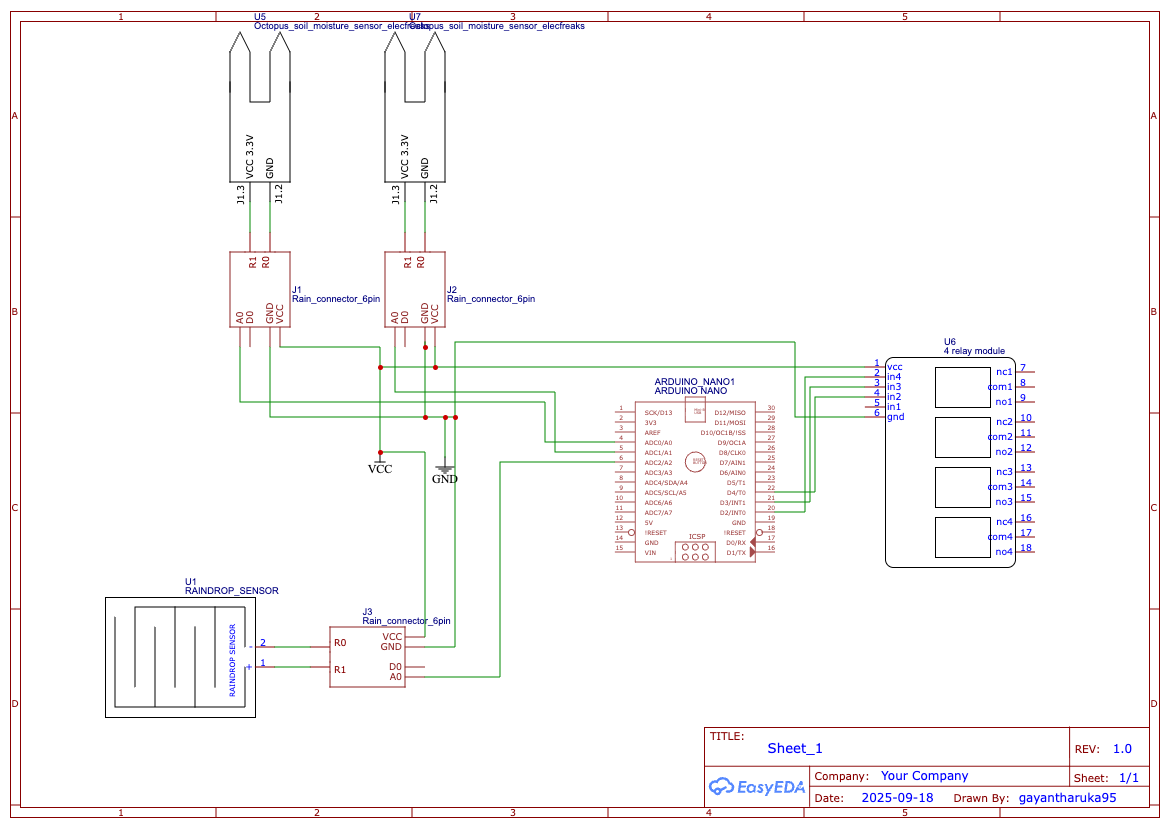 1 2 3 4 5
U5
Octopus_soil_moisture_sensor_elecfreaks
U7
Octopus_soil_moisture_sensor_elecfreaks
A
A
VCC 3.3V
GND
J1.3
J1.2
VCC 3.3V
GND
J1.3
J1.2
R1
R0
J1
Rain_connector_6pin
A0
D0
GND
VCC
R1
R0
J2
Rain_connector_6pin
A0
D0
GND
VCC
B
B
U6
4 relay module
1 vcc
2 in4
3 in3
4 in2
5 in1
6 gnd
nc1 7
com1 8
no1 9
nc2 10
com2 11
no2 12
nc3 13
com3 14
no3 15
nc4 16
com4 17
no4 18
ARDUINO_NANO1
ARDUINO_NANO
1 SCK/D13
2 3V3
3 AREF
4 ADC0/A0
5 ADC1/A1
6 ADC2/A2
7 ADC3/A3
8 ADC4/SDA/A4
9 ADC5/SCL/A5
10 ADC6/A6
11 ADC7/A7
12 5V
13 !RESET
14 GND
15 VIN
D12/MISO 30
D11/MOSI 29
D10/OC1B/!SS 28
D9/OC1A 27
D8/CLK0 26
D7/AIN1 25
D6/AIN0 24
D5/T1 23
D4/T0 22
D3/INT1 21
D2/INT0 20
GND 19
!RESET 18
D0/RX 17
D1/TX 16
ICSP
VCC
GND
C
C
U1
RAINDROP_SENSOR
RAINDROP SENSOR
- 2
+ 1
J3
Rain_connector_6pin
R0
R1
VCC
GND
D0
A0
D
D
TITLE:
Sheet_1
REV: 1.0
EasyEDA
Company: Your Company
Sheet: 1/1
Date: 2025-09-18 Drawn By: gayantharuka95
1 2 3 4 5